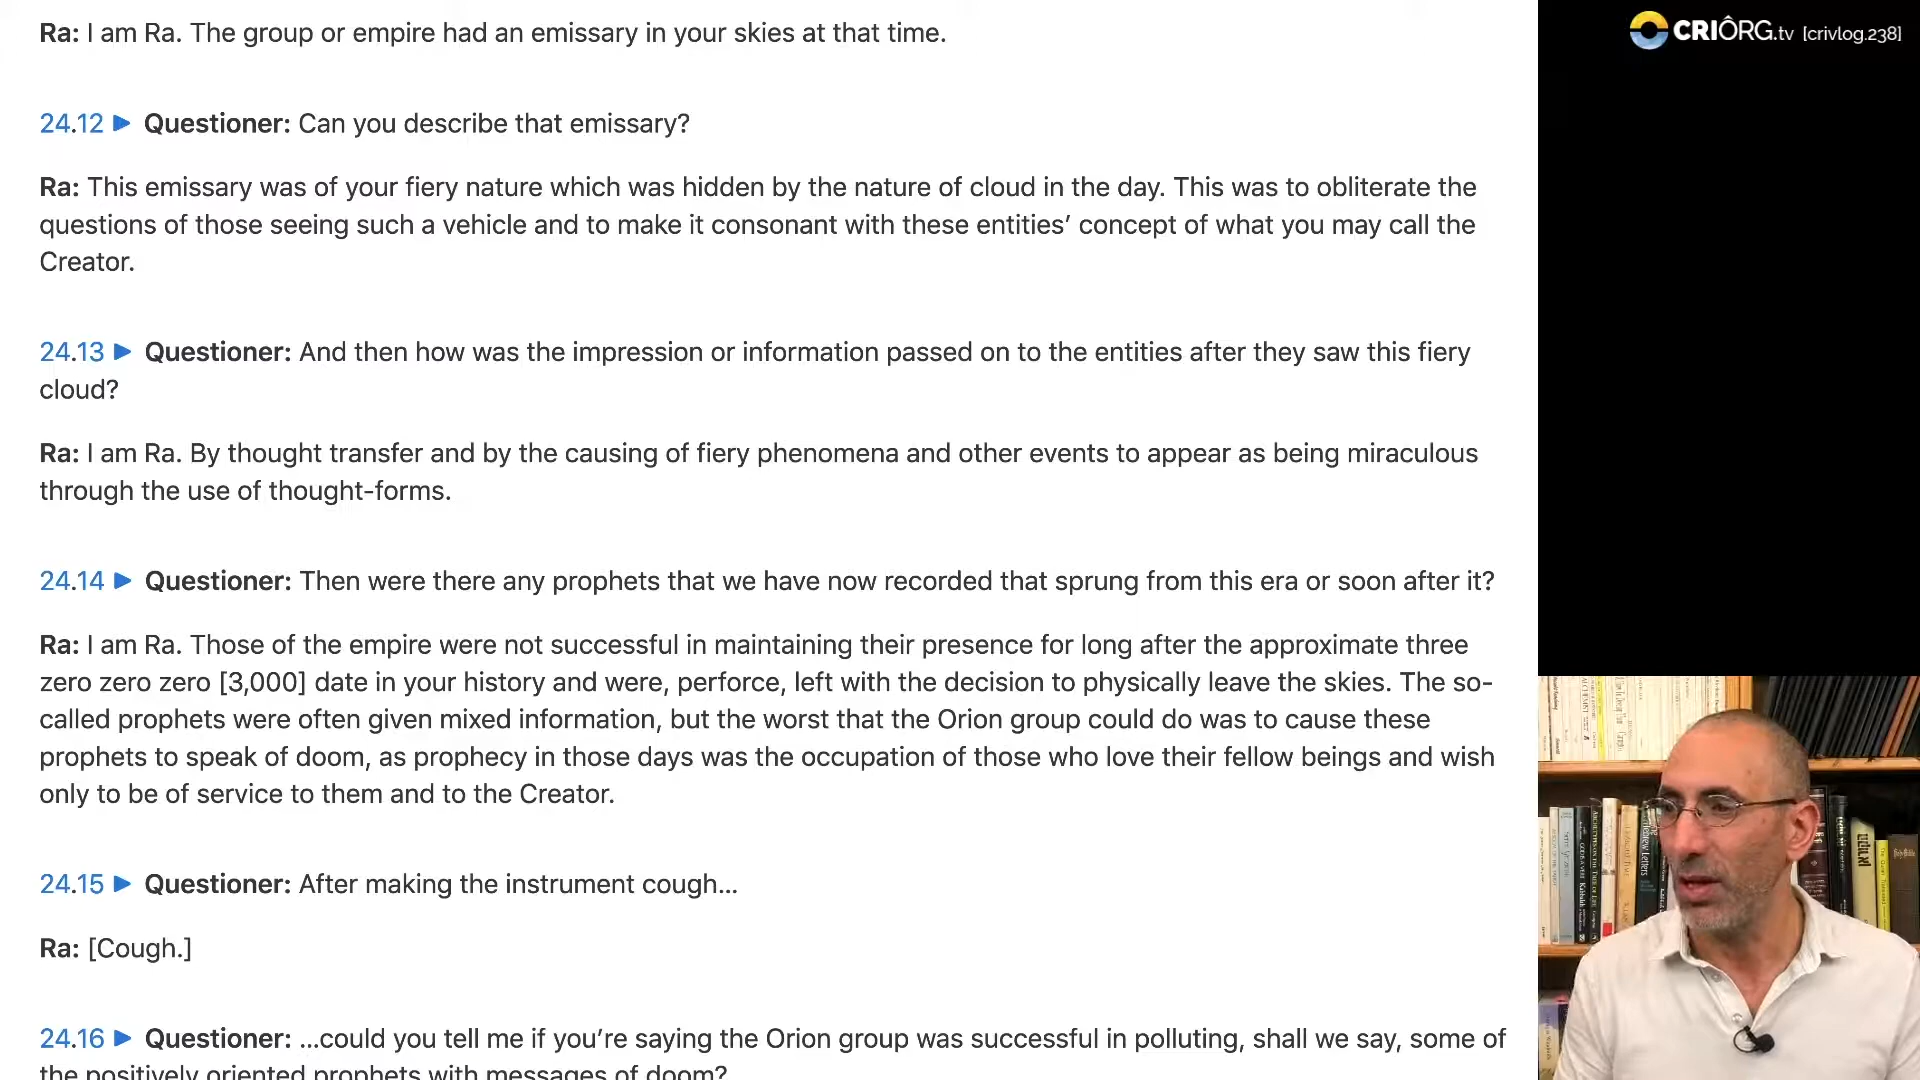 Ra: I am Ra. The group or empire had an emissary in your skies at that time.
24.12 ▶ Questioner: Can you describe that emissary?
Ra: This emissary was of your fiery nature which was hidden by the nature of cloud in the day. This was to obliterate the
questions of those seeing such a vehicle and to make it consonant with these entities’ concept of what you may call the
Creator.
24.13 ▶ Questioner: And then how was the impression or information passed on to the entities after they saw this fiery
cloud?
Ra: I am Ra. By thought transfer and by the causing of fiery phenomena and other events to appear as being miraculous
through the use of thought-forms.
24.14 ▶ Questioner: Then were there any prophets that we have now recorded that sprung from this era or soon after it?
Ra: I am Ra. Those of the empire were not successful in maintaining their presence for long after the approximate three
zero zero zero [3,000] date in your history and were, perforce, left with the decision to physically leave the skies. The so-
called prophets were often given mixed information, but the worst that the Orion group could do was to cause these
prophets to speak of doom, as prophecy in those days was the occupation of those who love their fellow beings and wish
only to be of service to them and to the Creator.
24.15 ▶ Questioner: After making the instrument cough…
Ra: [Cough.]
24.16 ▶ Questioner: …could you tell me if you’re saying the Orion group was successful in polluting, shall we say, some of
the positively oriented prophets with messages of doom?
CRIÔRG.tv [crivlog.238]
Hebrew Letters
Kabbalah